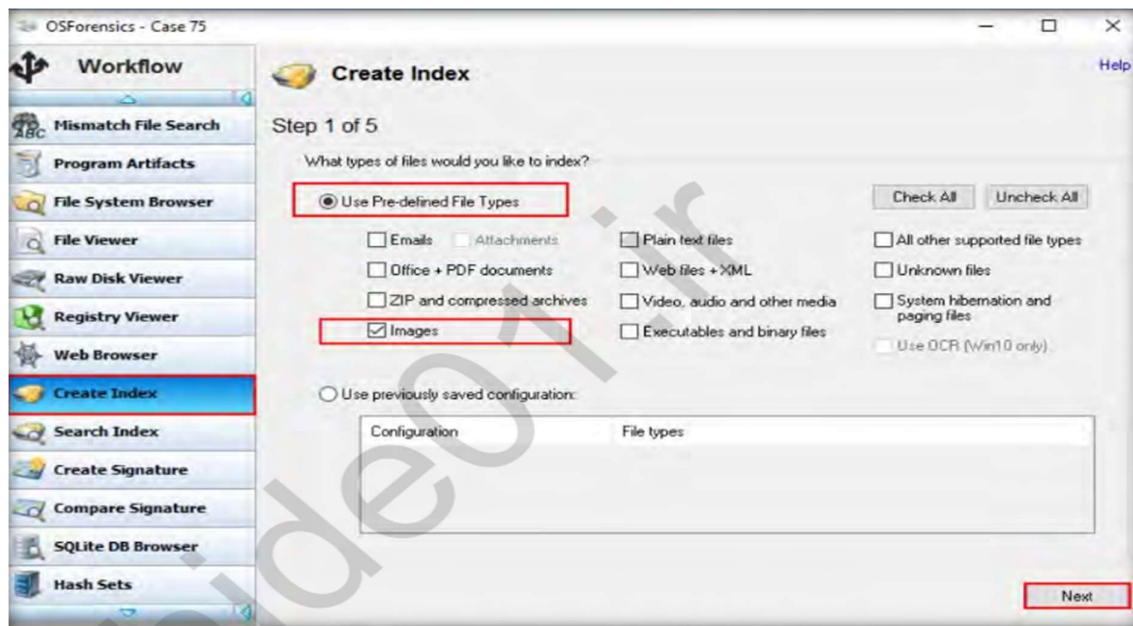 OSForensics - Case 75
Workflow
Mismatch File Search
Program Artifacts
File System Browser
File Viewer
Raw Disk Viewer
Registry Viewer
Web Browser
Create Index
Search Index
Create Signature
Compare Signature
SQLite DB Browser
Hash Sets
Create Index
Help
Step 1 of 5
What types of files would you like to index?
Use Pre-defined File Types
Check All Uncheck All
Emails Attachments Plain text files All other supported file types
Office + PDF documents Web files + XML Unknown files
ZIP and compressed archives Video, audio and other media System hibernation and
paging files
Images Executables and binary files
Use OCR (Win10 only)
Use previously saved configuration:
Configuration File types
Next